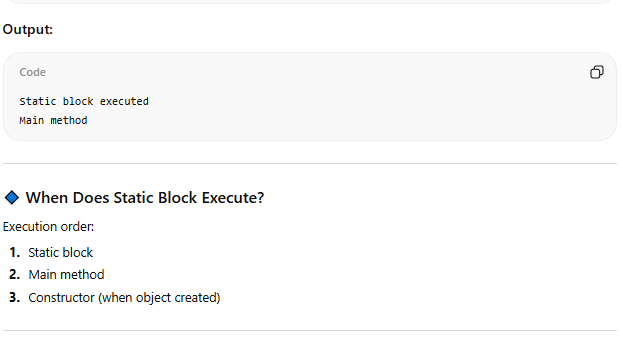 Output:
Code
Static block executed
Main method
When Does Static Block Execute?
Execution order:
1. Static block
2. Main method
3. Constructor (when object created)